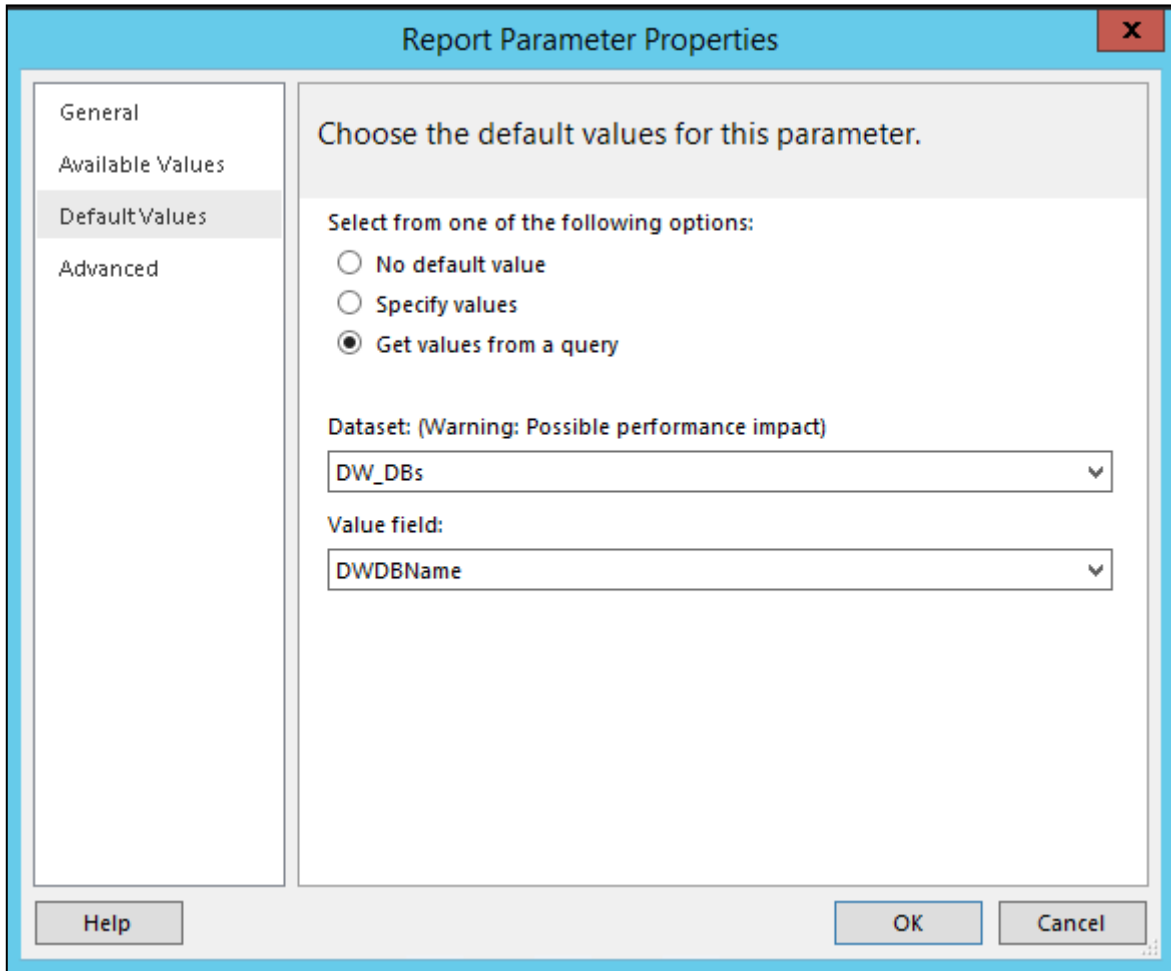 Report Parameter Properties
x
General
Available Values
Default Values
Advanced
Choose the default values for this parameter.
Select from one of the following options:
No default value
Specify values
Get values from a query
Dataset: (Warning: Possible performance impact)
DW_DBs
Value field:
DWDBName
Help
OK
Cancel